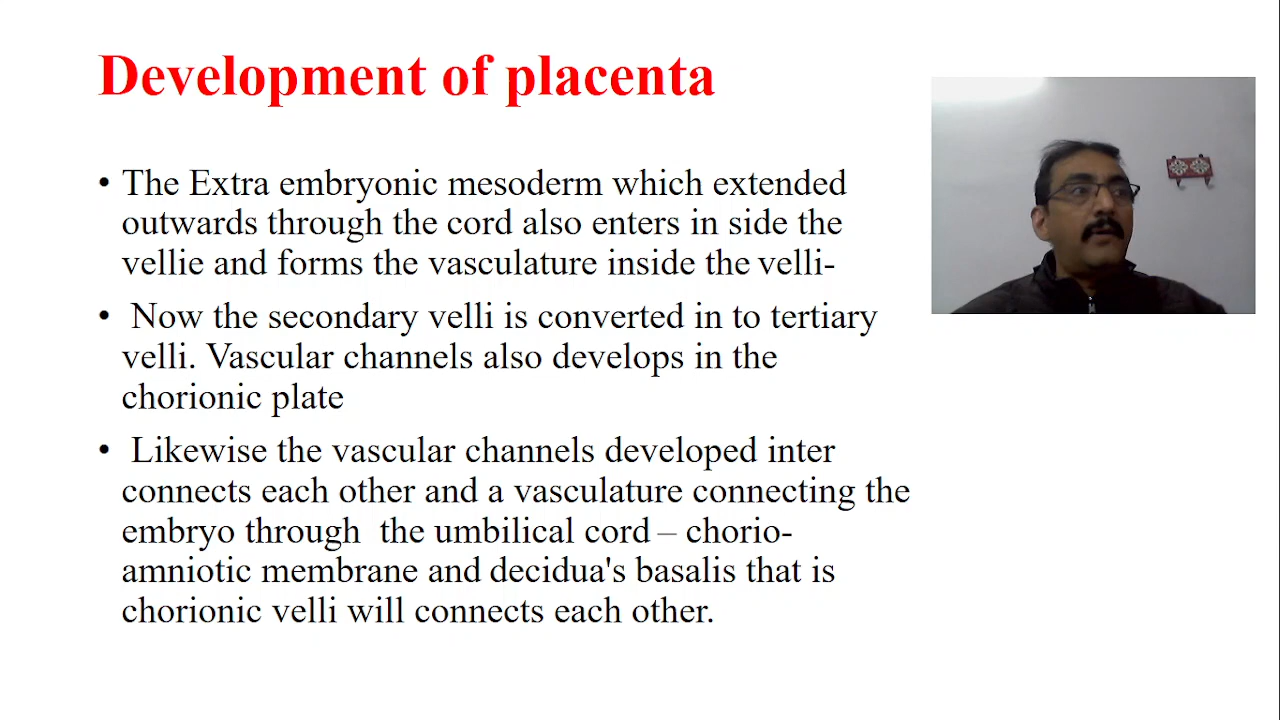 Development of placenta
• The Extra embryonic mesoderm which extended
outwards through the cord also enters in side the
vellie and forms the vasculature inside the velli-
• Now the secondary velli is converted in to tertiary
velli. Vascular channels also develops in the
chorionic plate
• Likewise the vascular channels developed inter
connects each other and a vasculature connecting the
embryo through the umbilical cord – chorio-
amniotic membrane and decidua's basalis that is
chorionic velli will connects each other.